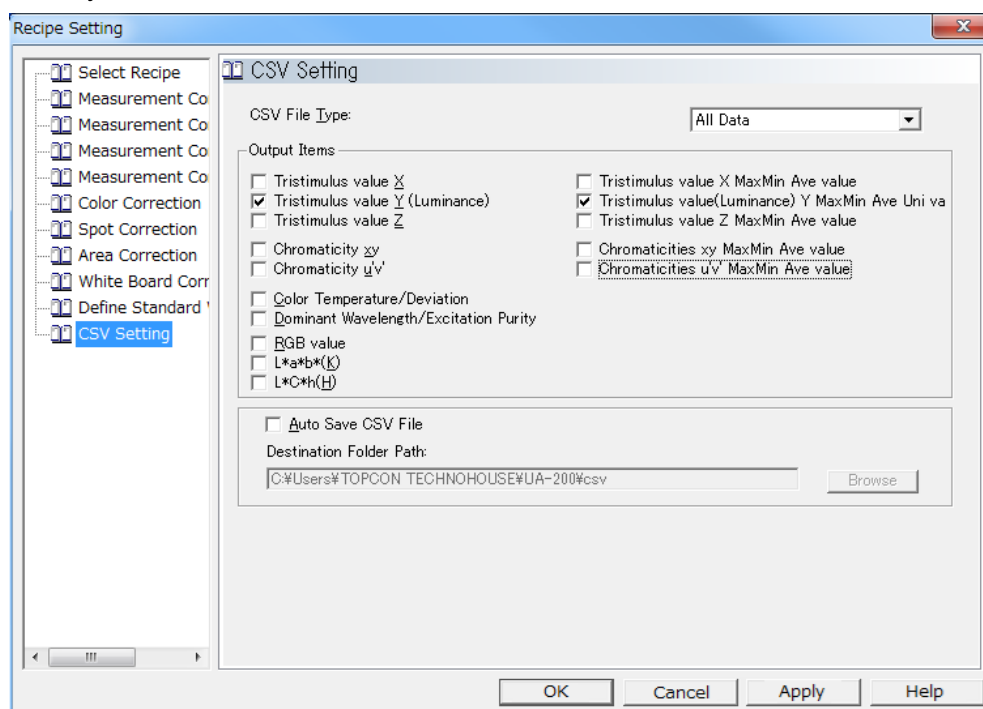 Recipe Setting
x
Select Recipe
Measurement Co
Measurement Co
Measurement Co
Measurement Co
Color Correction
Spot Correction
Area Correction
White Board Corr
Define Standard
CSV Setting
CSV Setting
CSV File Type:
All Data
Output Items
Tristimulus value X
Tristimulus value Y (Luminance)
Tristimulus value Z
Chromaticity xy
Chromaticity u'v'
Color Temperature/Deviation
Dominant Wavelength/Excitation Purity
RGB value
L*a*b*(K)
L*C*h(H)
Tristimulus value X MaxMin Ave value
Tristimulus value(Luminance) Y MaxMin Ave Uni va
Tristimulus value Z MaxMin Ave value
Chromaticities xy MaxMin Ave value
Chromaticities u'v' MaxMin Ave value
Auto Save CSV File
Destination Folder Path:
C:¥Users¥TOPCON TECHNOHOUSE¥UA-200¥csv
Browse
OK
Cancel
Apply
Help